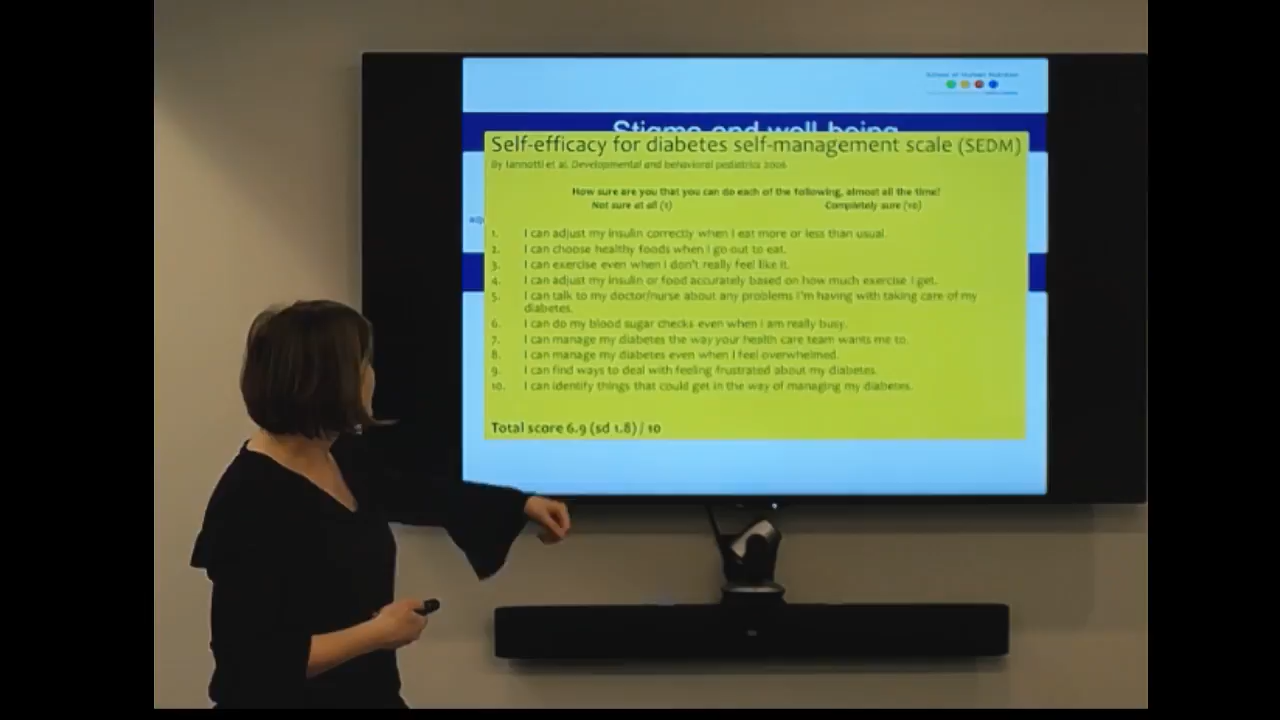 School of Human Nutrition
Stigma and well-being
Self-efficacy for diabetes self-management scale (SEDM)
By Iannotti et al. Developmental and behavioral pediatrics 2006
How sure are you that you can do each of the following, almost all the time?
Not sure at all (1) Completely sure (10)
1. I can adjust my insulin correctly when I eat more or less than usual.
2. I can choose healthy foods when I go out to eat.
3. I can exercise even when I don't really feel like it.
4. I can adjust my insulin or food accurately based on how much exercise I get.
5. I can talk to my doctor/nurse about any problems I'm having with taking care of my
diabetes.
6. I can do my blood sugar checks even when I am really busy.
7. I can manage my diabetes the way your health care team wants me to.
8. I can manage my diabetes even when I feel overwhelmed.
9. I can find ways to deal with feeling frustrated about my diabetes.
10. I can identify things that could get in the way of managing my diabetes.
Total score 6.9 (sd 1.8) / 10